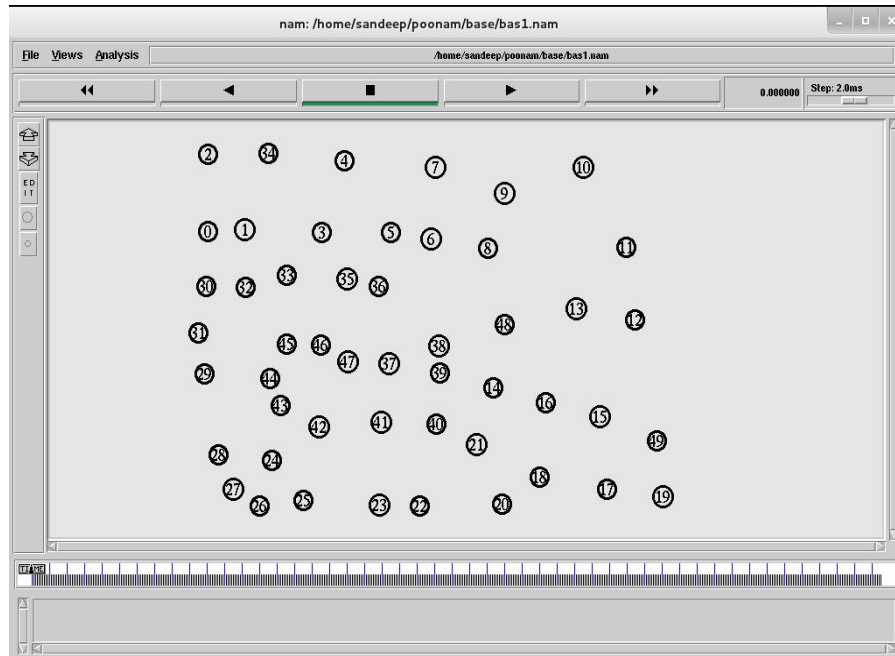 nam: /home/sandeep/poonam/base/bas1.nam
File Views Analysis /home/sandeep/poonam/base/bas1.nam
0.000000 Step: 2.0ms
2 34 4 7 10
9
0 1 3 5 6 8 11
30 32 33 35 36
13
31 48 12
45 46 38
47 37
29 44 39
14
43 16
42 41 40 15
21 49
28 24
18
27 17
26 25 23 22 20 19
ED
IT
TIME